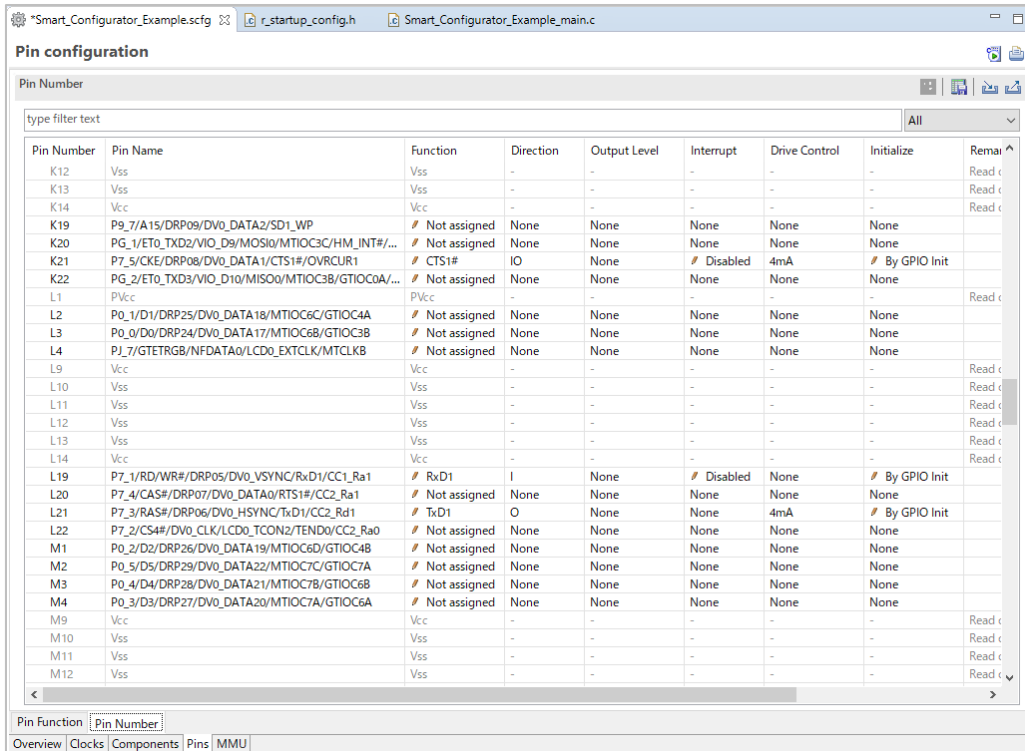 *Smart_Configurator_Example.scfg r_startup_config.h Smart_Configurator_Example_main.c
Pin configuration
Pin Number
type filter text All
Pin Number Pin Name Function Direction Output Level Interrupt Drive Control Initialize Remar
K12 Vss Vss - - - - - Read o
K13 Vss Vss - - - - - Read o
K14 Vcc Vcc - - - - - Read o
K19 P9_7/A15/DRP09/DV0_DATA2/SD1_WP Not assigned None None None None None
K20 PG_1/ET0_TXD2/VIO_D9/MOSI0/MTIOC3C/HM_INT#/... Not assigned None None None None None
K21 P7_5/CKE/DRP08/DV0_DATA1/CTS1#/OVRCUR1 CTS1# IO None Disabled 4mA By GPIO Init
K22 PG_2/ET0_TXD3/VIO_D10/MISO0/MTIOC3B/GTIOC0A/... Not assigned None None None None None
L1 PVcc PVcc - - - - - Read o
L2 P0_1/D1/DRP25/DV0_DATA18/MTIOC6C/GTIOC4A Not assigned None None None None None
L3 P0_0/D0/DRP24/DV0_DATA17/MTIOC6B/GTIOC3B Not assigned None None None None None
L4 PJ_7/GTETRGB/NFDATA0/LCD0_EXTCLK/MTCLKB Not assigned None None None None None
L9 Vcc Vcc - - - - - Read o
L10 Vss Vss - - - - - Read o
L11 Vss Vss - - - - - Read o
L12 Vss Vss - - - - - Read o
L13 Vss Vss - - - - - Read o
L14 Vcc Vcc - - - - - Read o
L19 P7_1/RD/WR#/DRP05/DV0_VSYNC/RxD1/CC1_Ra1 RxD1 I None Disabled None By GPIO Init
L20 P7_4/CAS#/DRP07/DV0_DATA0/RTS1#/CC2_Ra1 Not assigned None None None None None
L21 P7_3/RAS#/DRP06/DV0_HSYNC/TxD1/CC2_Rd1 TxD1 O None None 4mA By GPIO Init
L22 P7_2/CS4#/DV0_CLK/LCD0_TCON2/TEND0/CC2_Ra0 Not assigned None None None None None
M1 P0_2/D2/DRP26/DV0_DATA19/MTIOC6D/GTIOC4B Not assigned None None None None None
M2 P0_5/D5/DRP29/DV0_DATA22/MTIOC7C/GTIOC7A Not assigned None None None None None
M3 P0_4/D4/DRP28/DV0_DATA21/MTIOC7B/GTIOC6B Not assigned None None None None None
M4 P0_3/D3/DRP27/DV0_DATA20/MTIOC7A/GTIOC6A Not assigned None None None None None
M9 Vcc Vcc - - - - - Read o
M10 Vss Vss - - - - - Read o
M11 Vss Vss - - - - - Read o
M12 Vss Vss - - - - - Read o
Pin Function Pin Number
Overview Clocks Components Pins MMU